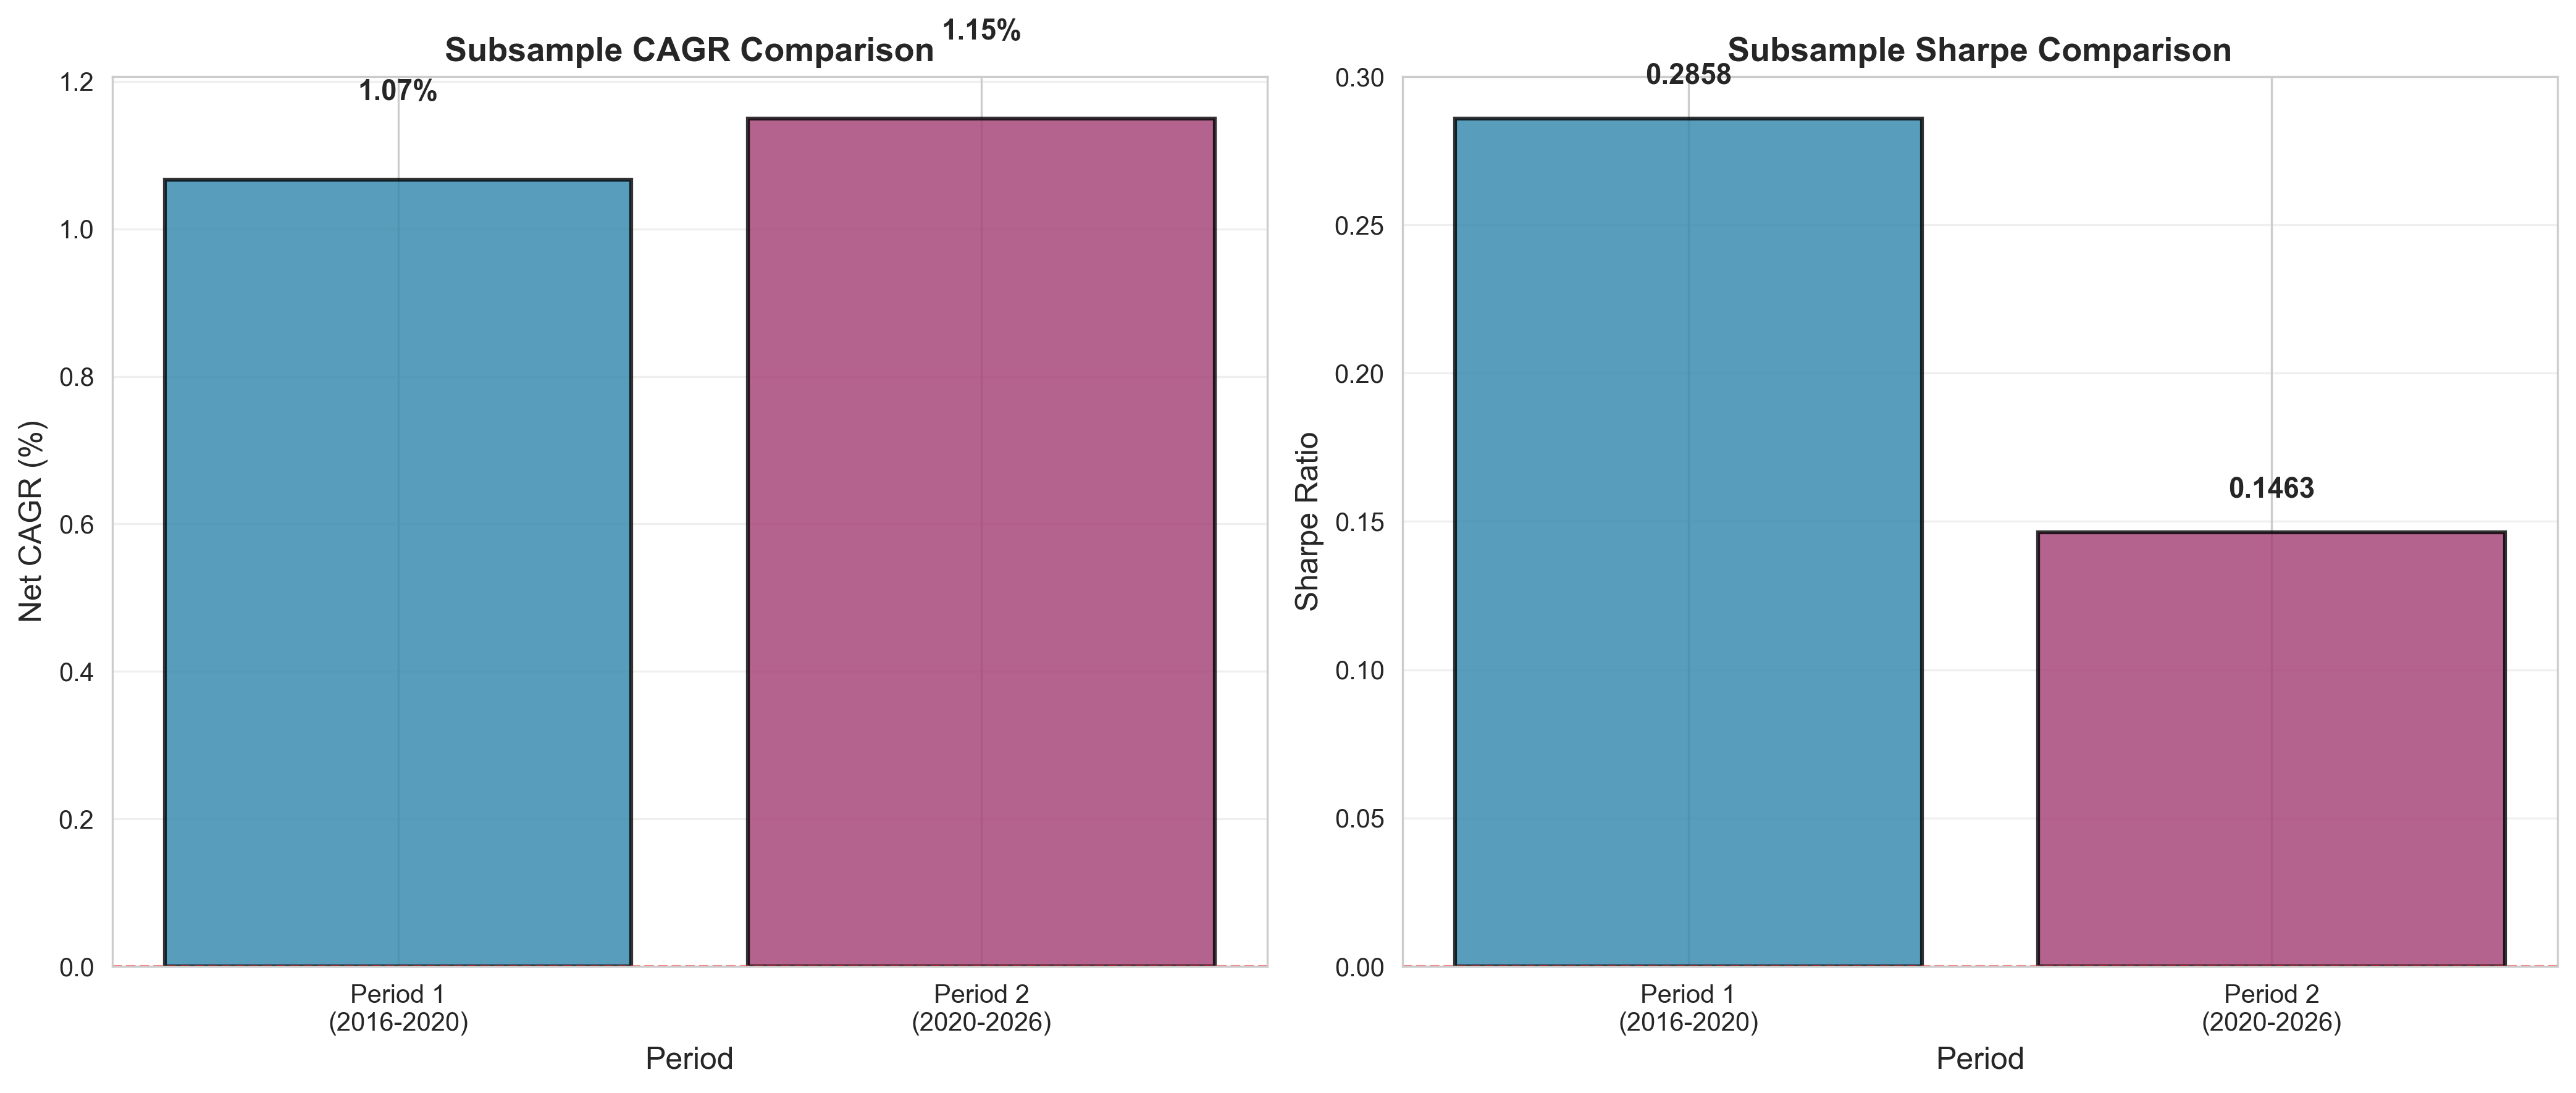 Subsample CAGR Comparison
1.15%
1.07%
1.2
1.0
0.8
0.6
0.4
0.2
0.0
Net CAGR (%)
Period 1
(2016-2020)
Period 2
(2020-2026)
Period
Subsample Sharpe Comparison
0.2858
0.1463
0.30
0.25
0.20
0.15
0.10
0.05
0.00
Sharpe Ratio
Period 1
(2016-2020)
Period 2
(2020-2026)
Period